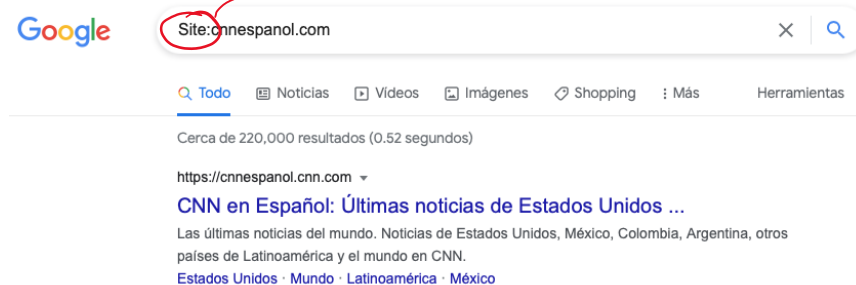 Google Site:cnnespanol.com
Todo Noticias Vídeos Imágenes Shopping Más Herramientas
Cerca de 220,000 resultados (0.52 segundos)
https://cnnespanol.cnn.com
CNN en Español: Últimas noticias de Estados Unidos ...
Las últimas noticias del mundo. Noticias de Estados Unidos, México, Colombia, Argentina, otros
países de Latinoamérica y el mundo en CNN.
Estados Unidos · Mundo · Latinoamérica · México